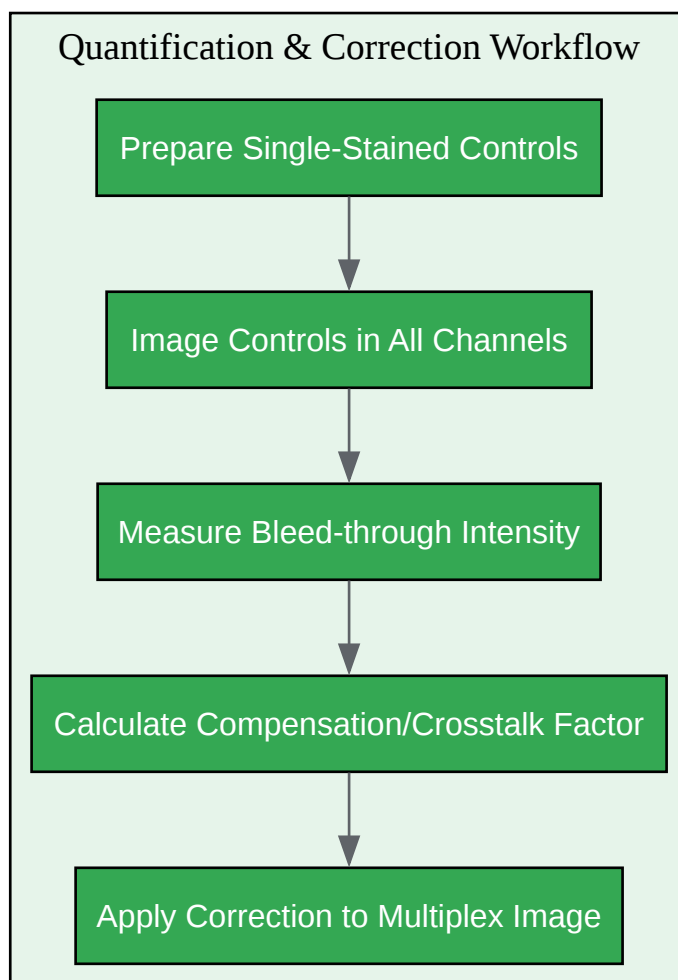 Quantification & Correction Workflow
Prepare Single-Stained Controls
Image Controls in All Channels
Measure Bleed-through Intensity
Calculate Compensation/Crosstalk Factor
Apply Correction to Multiplex Image